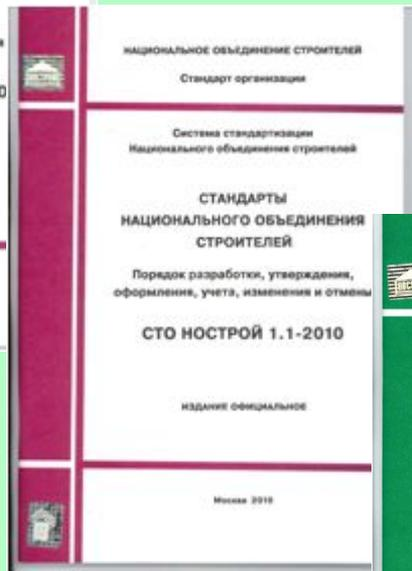 НАЦИОНАЛЬНОЕ ОБЪЕДИНЕНИЕ СТРОИТЕЛЕЙ
Стандарт организации
Система стандартизации
Национального объединения строителей
СТАНДАРТЫ
НАЦИОНАЛЬНОГО ОБЪЕДИНЕНИЯ
СТРОИТЕЛЕЙ
Порядок разработки, утверждения,
оформления, учета, изменения и отмены
СТО НОСТРОЙ 1.1-2010
ИЗДАНИЕ ОФИЦИАЛЬНОЕ
Москва 2010